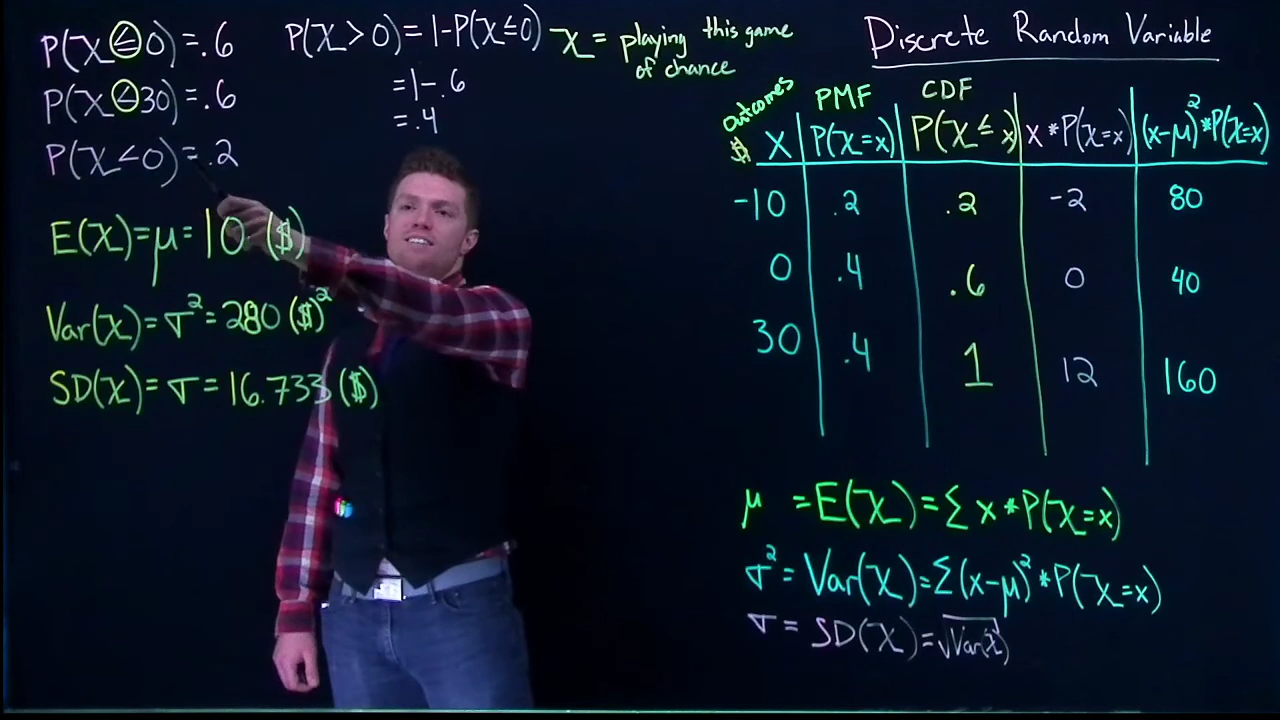 P(X≤0)=.6
P(X<30)=.6
P(X<0)=.2
E(X)=μ=10 ($)
Var(X)=σ²=280($)²
SD(X)=σ=16.733($)
P(X>0)=1-P(X≤0)
=1-.6
=.4
X = playing this game
of chance
Discrete Random Variable
Outcomes
$
PMF
CDF
X P(X=x) P(X≤x) x*P(X=x) (x-μ)²*P(X=x)
-10 .2 .2 -2 80
0 .4 .6 0 40
30 .4 1 12 160
μ =E(X)=Σx*P(X=x)
σ²=Var(X)=Σ(x-μ)²*P(X=x)
σ=SD(X)=√Var(X)